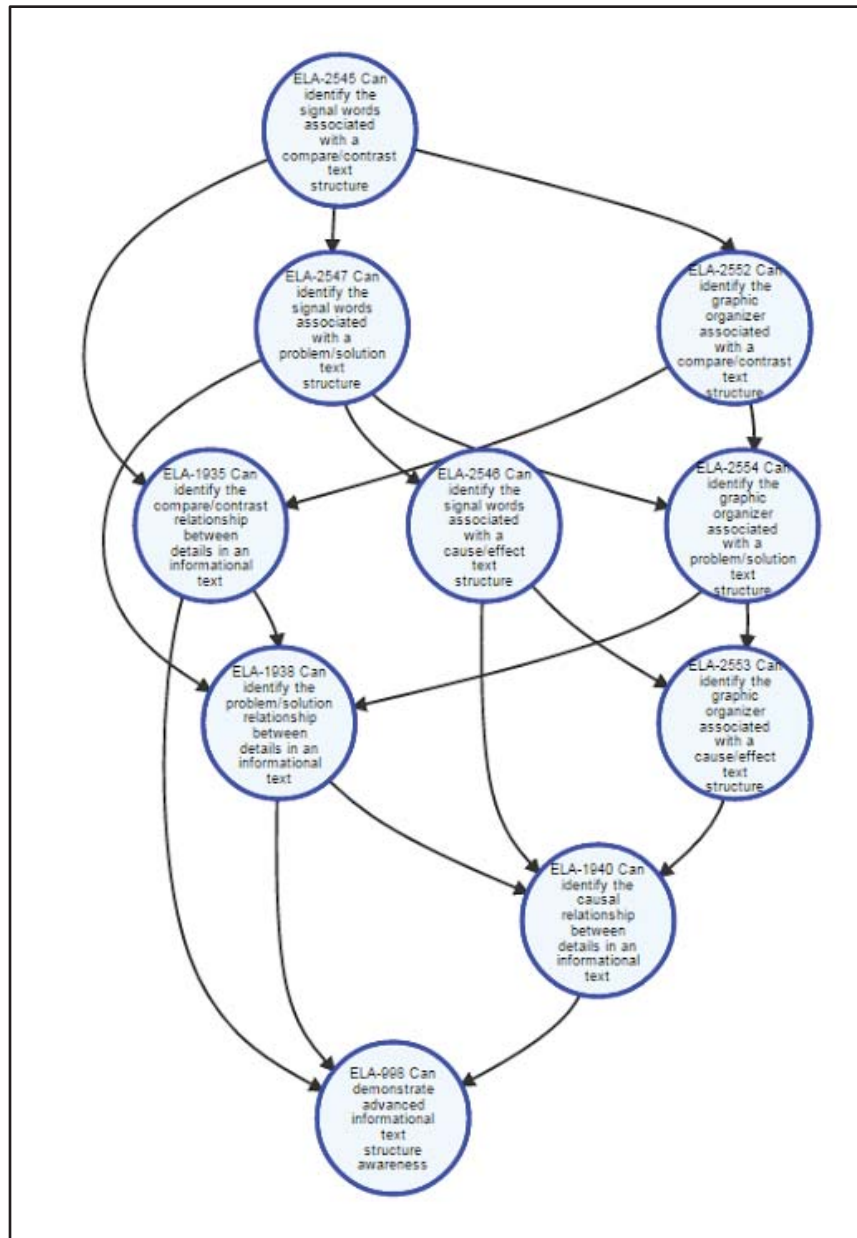 ELA-2545 Can
identify the
signal words
associated
with a
compare/contrast
text
structure
ELA-2547 Can
identify the
signal words
associated
with a
problem/solution
text
structure
ELA-2552 Can
identify the
graphic
organizer
associated
with a
compare/contrast
text
structure
ELA-1935 Can
identify the
compare/contrast
relationship
between
details in an
informational
text
ELA-2546 Can
identify the
signal words
associated
with a
cause/effect
text
structure
ELA-2554 Can
identify the
graphic
organizer
associated
with a
problem/solution
text
structure
ELA-1938 Can
identify the
problem/solution
relationship
between
details in an
informational
text
ELA-2553 Can
identify the
graphic
organizer
associated
with a
cause/effect
text
structure
ELA-1940 Can
identify the
causal
relationship
between
details in an
informational
text
ELA-998 Can
demonstrate
advanced
informational
text
structure
awareness